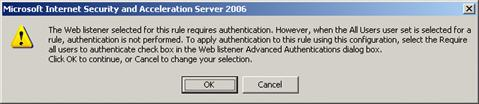 Microsoft Internet Security and Acceleration Server 2006
The Web listener selected for this rule requires authentication. However, when the All Users user set is selected for a
rule, authentication is not performed. To apply authentication to this rule using this configuration, select the Require
all users to authenticate check box in the Web listener Advanced Authentications dialog box.
Click OK to continue, or Cancel to change your selection.
OK
Cancel